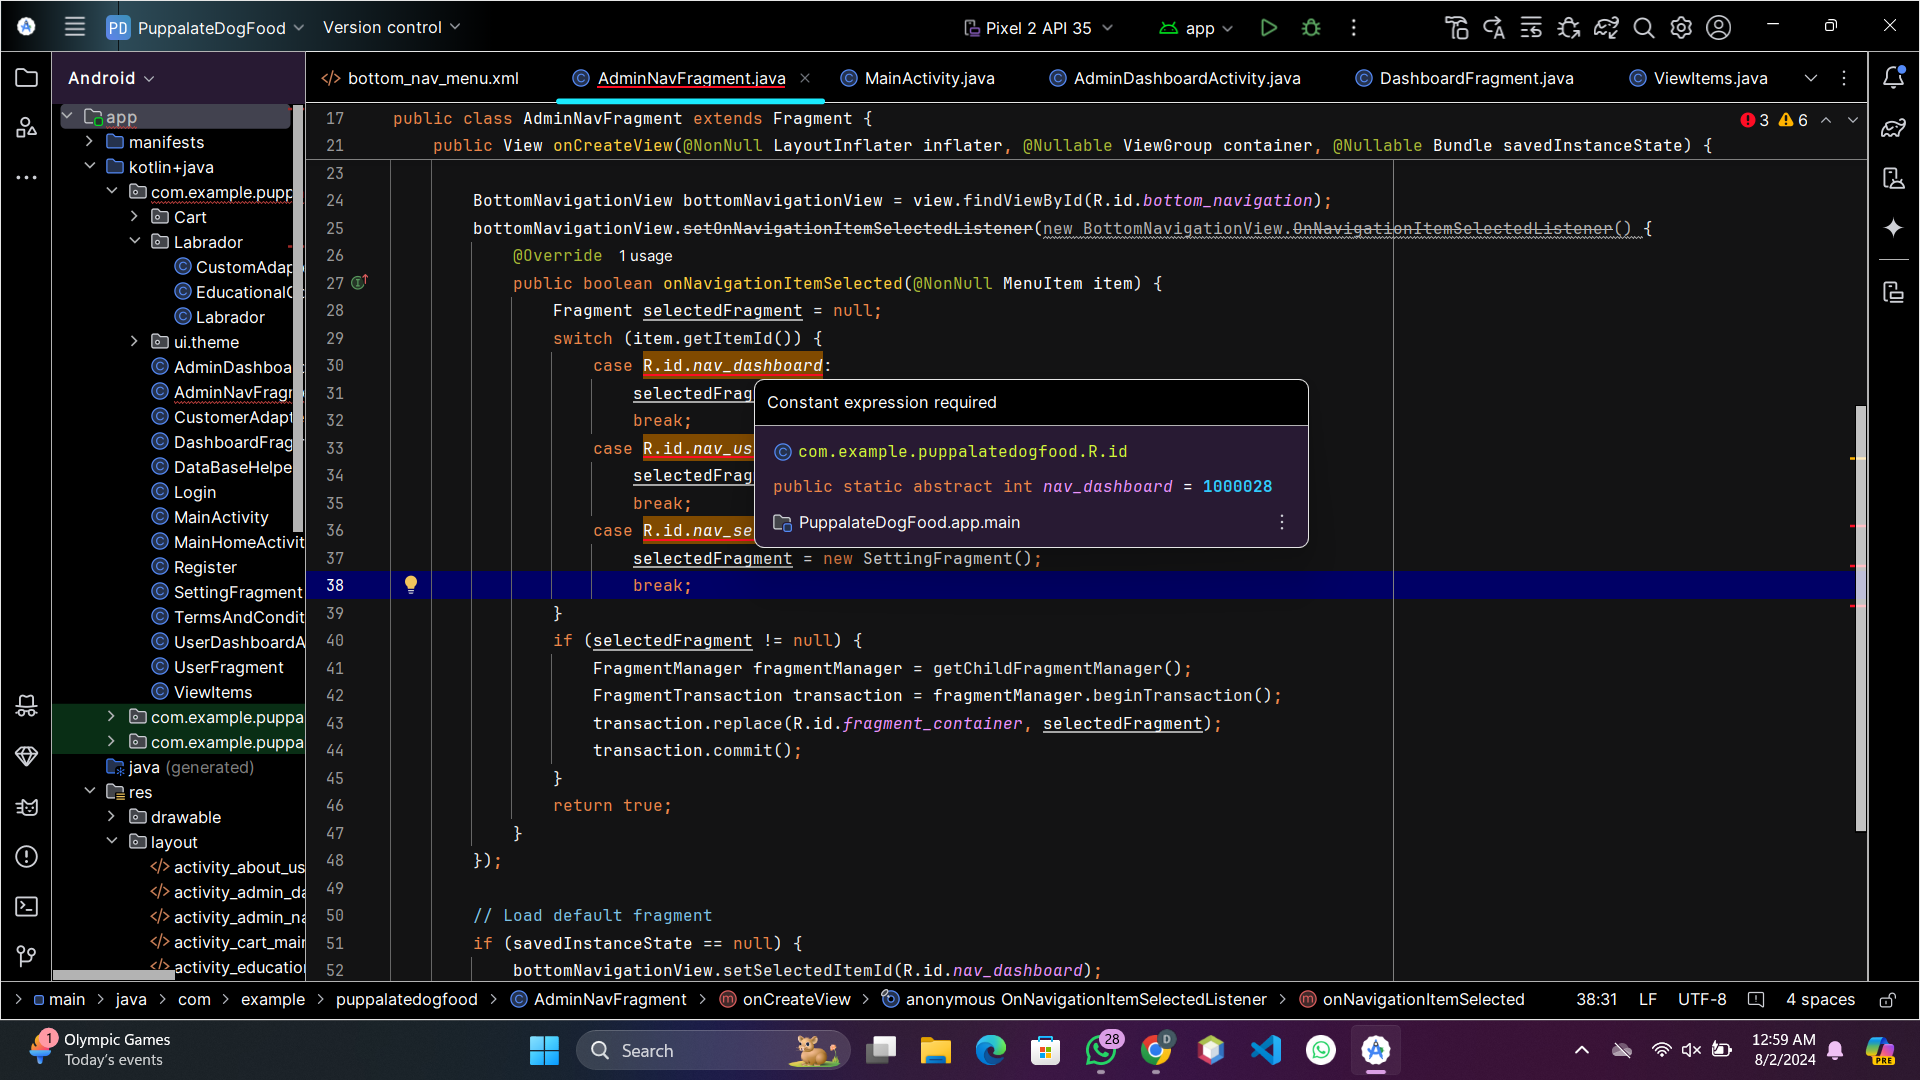 PD PuppalateDogFood Version control Pixel 2 API 35 app
Android
bottom_nav_menu.xml AdminNavFragment.java MainActivity.java AdminDashboardActivity.java DashboardFragment.java ViewItems.java
app
manifests
kotlin+java
com.example.pupp
Cart
Labrador
CustomAdap
EducationalC
Labrador
ui.theme
AdminDashboa
AdminNavFragn
CustomerAdapt
DashboardFragr
DataBaseHelpe
Login
MainActivity
MainHomeActivit
Register
SettingFragment
TermsAndCondit
UserDashboardA
UserFragment
ViewItems
com.example.puppa
com.example.puppa
java (generated)
res
drawable
layout
activity_about_us
activity_admin_da
activity_admin_na
activity_cart_main
activity_education
3 6
17 public class AdminNavFragment extends Fragment {
21 public View onCreateView(@NonNull LayoutInflater inflater, @Nullable ViewGroup container, @Nullable Bundle savedInstanceState) {
23
24 BottomNavigationView bottomNavigationView = view.findViewById(R.id.bottom_navigation);
25 bottomNavigationView.setOnNavigationItemSelectedListener(new BottomNavigationView.OnNavigationItemSelectedListener() {
26 @Override 1 usage
27 public boolean onNavigationItemSelected(@NonNull MenuItem item) {
28 Fragment selectedFragment = null;
29 switch (item.getItemId()) {
30 case R.id.nav_dashboard:
31 selectedFrag
32 break;
33 case R.id.nav_us
34 selectedFrag
35 break;
36 case R.id.nav_se
37 selectedFragment = new SettingFragment();
38 break;
39 }
40 if (selectedFragment != null) {
41 FragmentManager fragmentManager = getChildFragmentManager();
42 FragmentTransaction transaction = fragmentManager.beginTransaction();
43 transaction.replace(R.id.fragment_container, selectedFragment);
44 transaction.commit();
45 }
46 return true;
47 }
48 });
49
50 // Load default fragment
51 if (savedInstanceState == null) {
52 bottomNavigationView.setSelectedItemId(R.id.nav_dashboard);
Constant expression required
com.example.puppalatedogfood.R.id
public static abstract int nav_dashboard = 1000028
PuppalateDogFood.app.main
main > java > com > example > puppalatedogfood > AdminNavFragment > onCreateView > anonymous OnNavigationItemSelectedListener > onNavigationItemSelected 38:31 LF UTF-8 4 spaces
1 Olympic Games
Today's events
Search
28
D
12:59 AM
8/2/2024
PRE